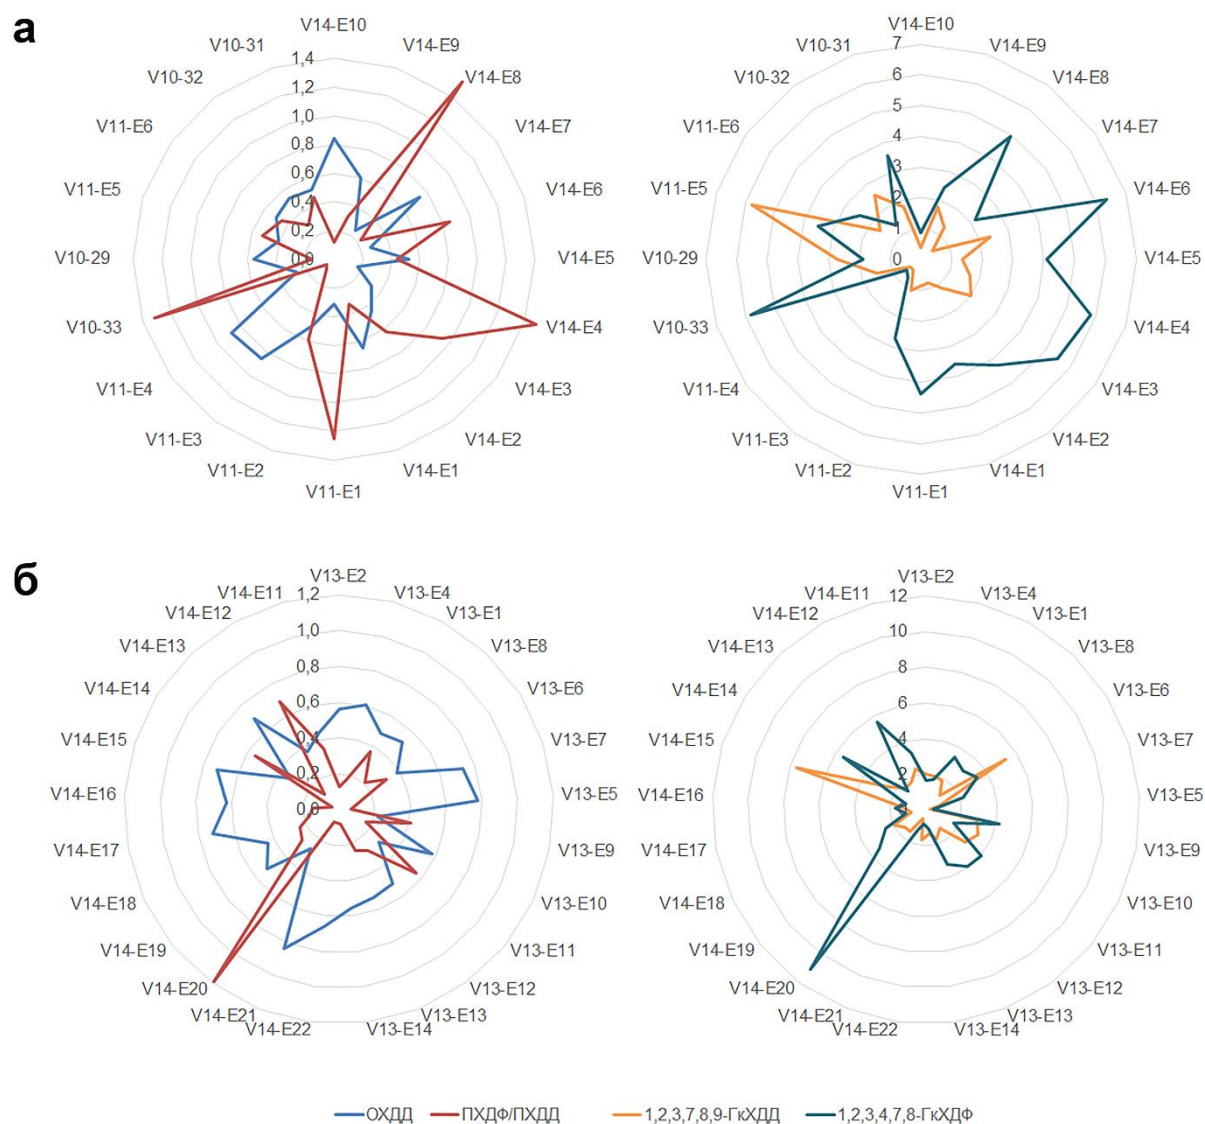 а
V14-E10
V14-E9
V14-E8
V14-E7
V14-E6
V14-E5
V14-E4
V14-E3
V14-E2
V14-E1
V11-E1
V11-E2
V11-E3
V11-E4
V10-33
V10-29
V11-E5
V11-E6
V10-32
V10-31
1,4
1,2
1,0
0,8
0,6
0,4
0,2
0,0
V14-E10
V14-E9
V14-E8
V14-E7
V14-E6
V14-E5
V14-E4
V14-E3
V14-E2
V14-E1
V11-E1
V11-E2
V11-E3
V11-E4
V10-33
V10-29
V11-E5
V11-E6
V10-32
V10-31
7
6
5
4
3
2
1
0
б
V13-E2
V13-E4
V13-E1
V13-E8
V13-E6
V13-E7
V13-E5
V13-E9
V13-E10
V13-E11
V13-E12
V13-E13
V13-E14
V14-E22
V14-E21
V14-E20
V14-E19
V14-E18
V14-E17
V14-E16
V14-E15
V14-E14
V14-E13
V14-E12
V14-E11
1,2
1,0
0,8
0,6
0,4
0,2
0,0
V13-E2
V13-E4
V13-E1
V13-E8
V13-E6
V13-E7
V13-E5
V13-E9
V13-E10
V13-E11
V13-E12
V13-E13
V13-E14
V14-E22
V14-E21
V14-E20
V14-E19
V14-E18
V14-E17
V14-E16
V14-E15
V14-E14
V14-E13
V14-E12
V14-E11
12
10
8
6
4
2
0
ОХДД ПХДФ/ПХДД 1,2,3,7,8,9-ГкХДД 1,2,3,4,7,8-ГкХДФ